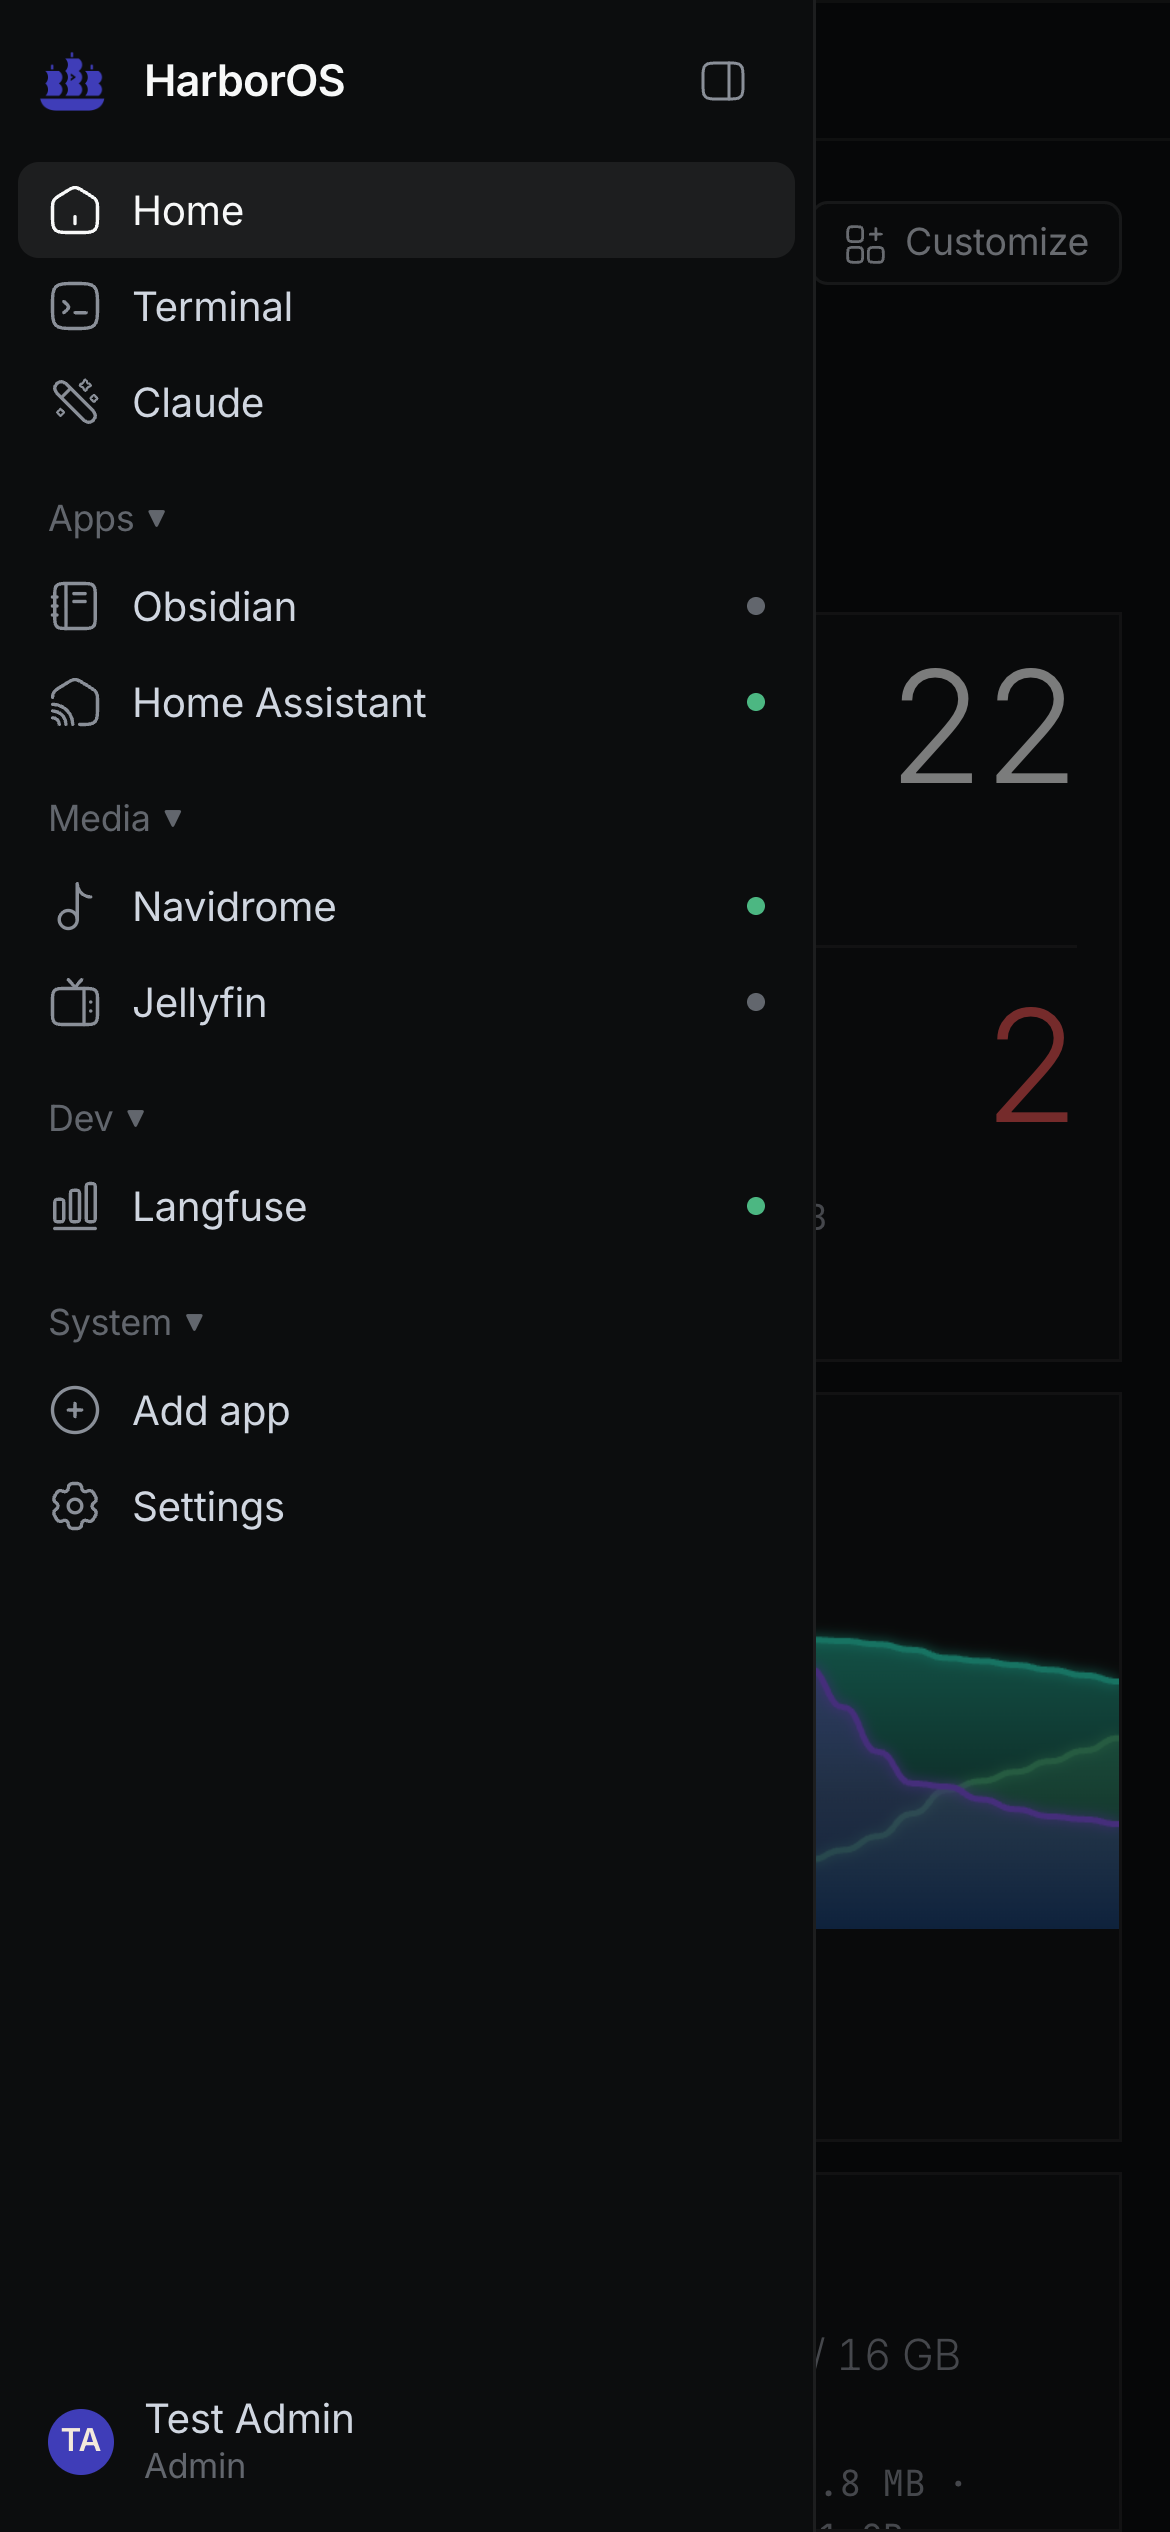 HarborOS
Home
Terminal
Claude
Customize
Apps ▼
Obsidian
Home Assistant
22
Media ▼
Navidrome
Jellyfin
2
Dev ▼
Langfuse
System ▼
Add app
Settings
/ 16 GB
TA
Test Admin
Admin
.8 MB ·